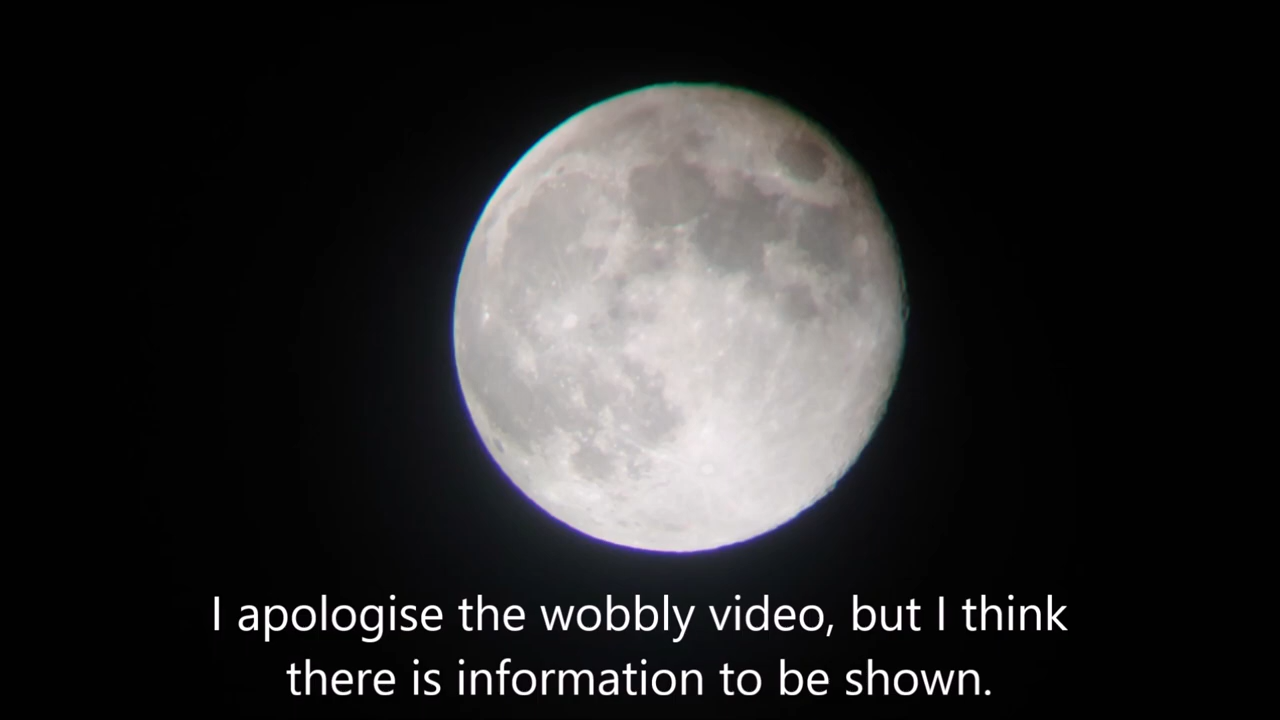 I apologise the wobbly video, but I think
there is information to be shown.